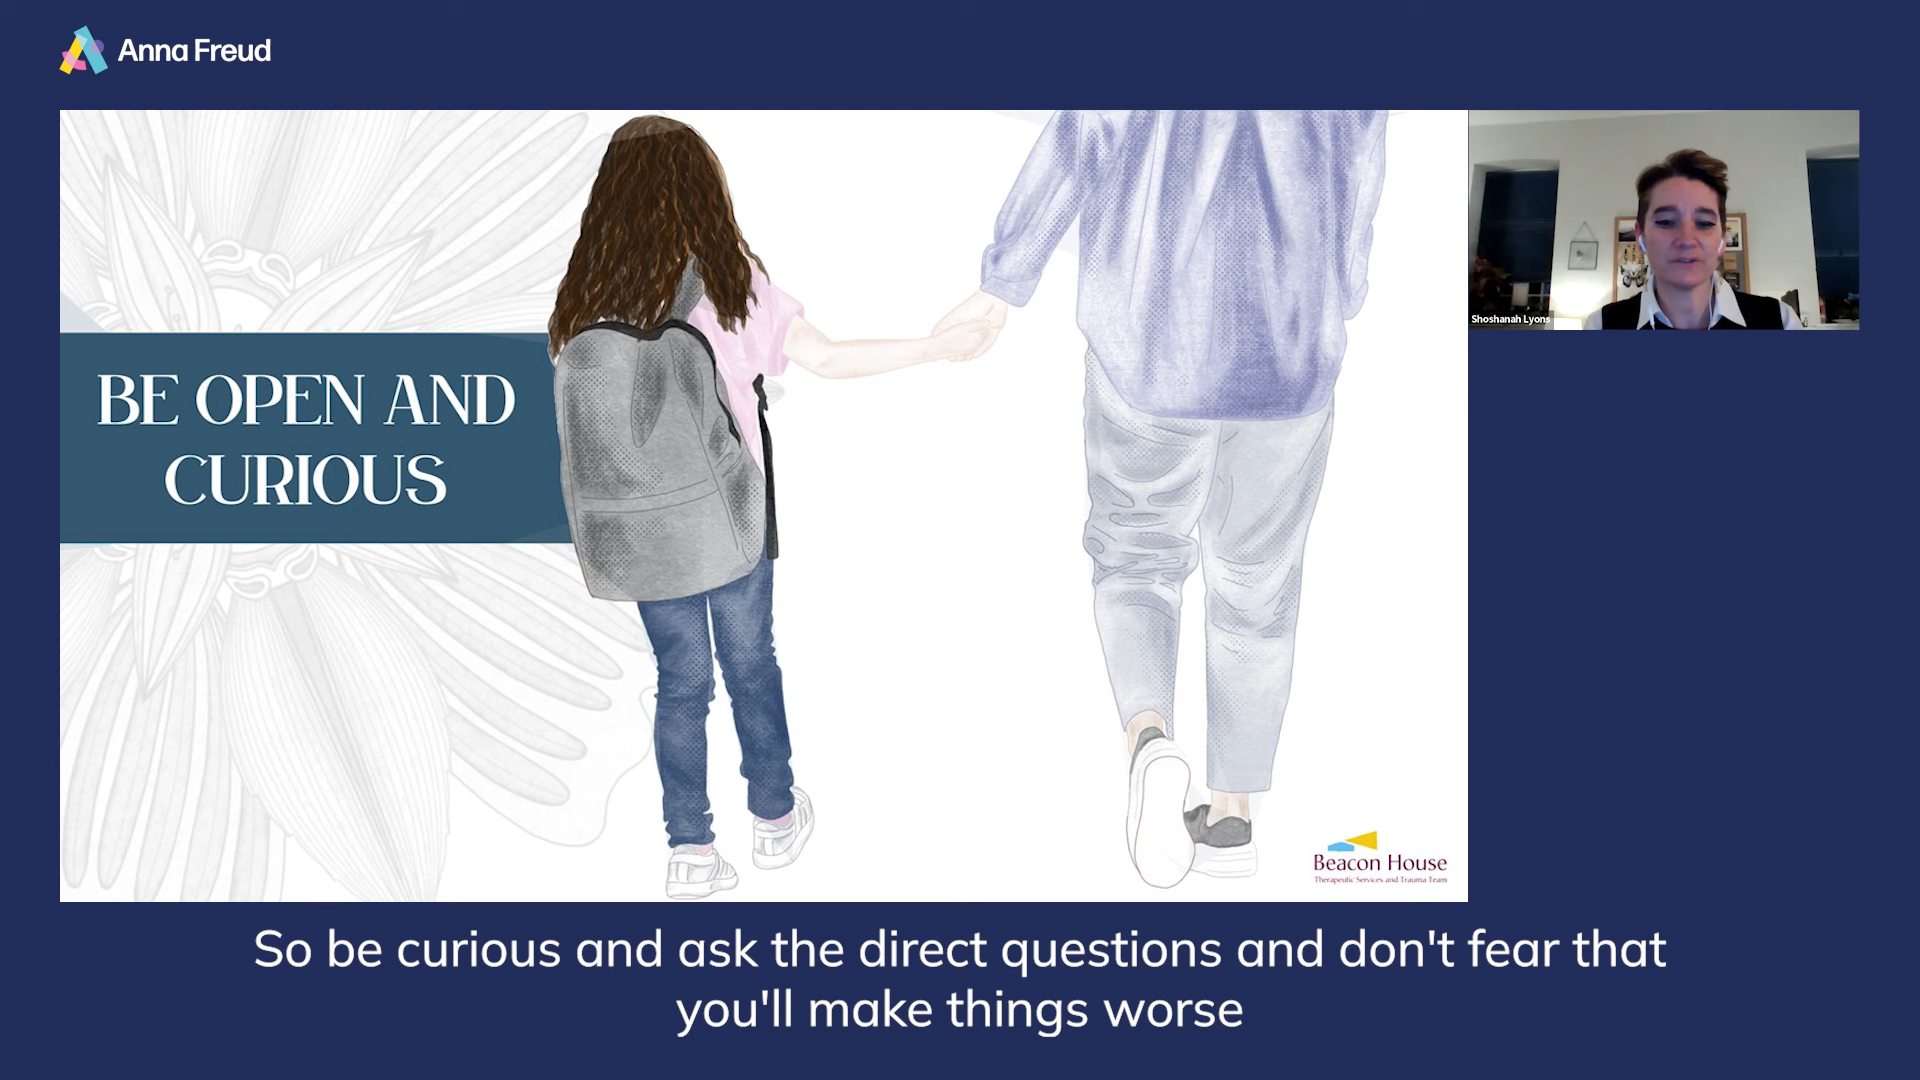 Anna Freud
BE OPEN AND
CURIOUS
Shoshanah Lyons
Beacon House
Therapeutic Services and Trauma Team
So be curious and ask the direct questions and don't fear that
you'll make things worse